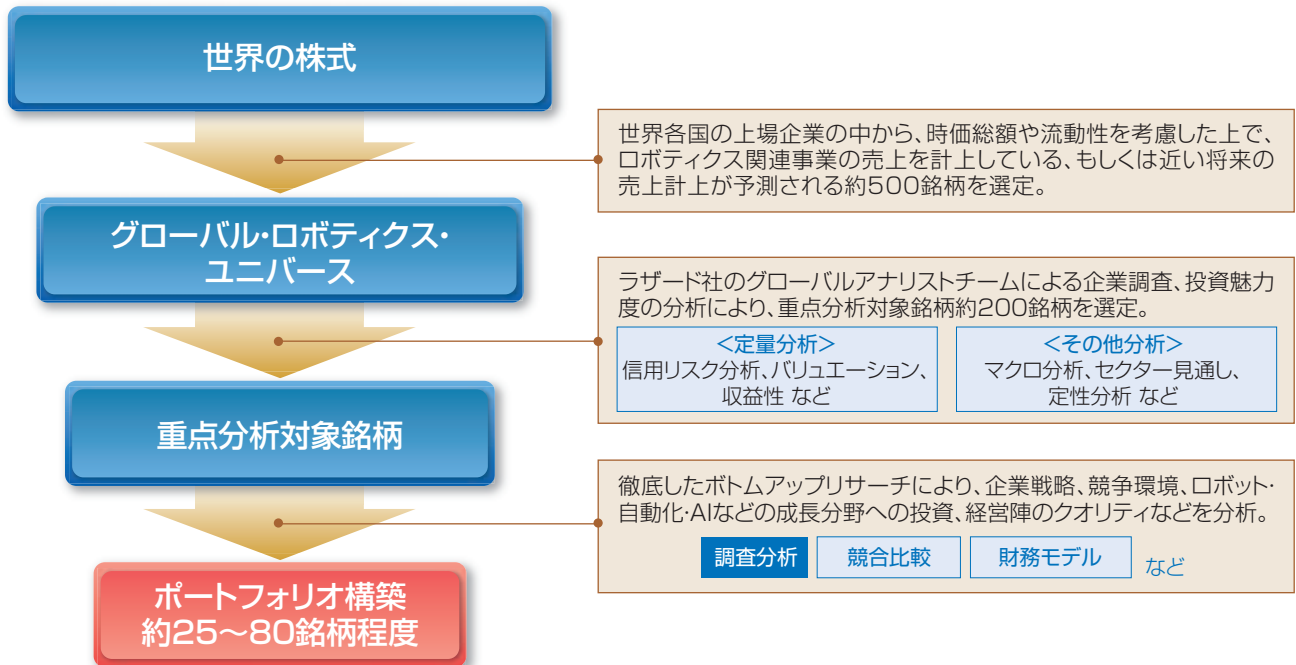 世界の株式
世界各国の上場企業の中から、時価総額や流動性を考慮した上で、
ロボティクス関連事業の売上を計上している、もしくは近い将来の
売上計上が予測される約500銘柄を選定。
グローバル・ロボティクス・
ユニバース
ラザード社のグローバルアナリストチームによる企業調査、投資魅力
度の分析により、重点分析対象銘柄約200銘柄を選定。
<定量分析>
信用リスク分析、バリュエーション、
収益性 など
<その他分析>
マクロ分析、セクター見通し、
定性分析 など
重点分析対象銘柄
徹底したボトムアップリサーチにより、企業戦略、競争環境、ロボット・
自動化・AIなどの成長分野への投資、経営陣のクオリティなどを分析。
調査分析
競合比較
財務モデル
など
ポートフォリオ構築
約25～80銘柄程度